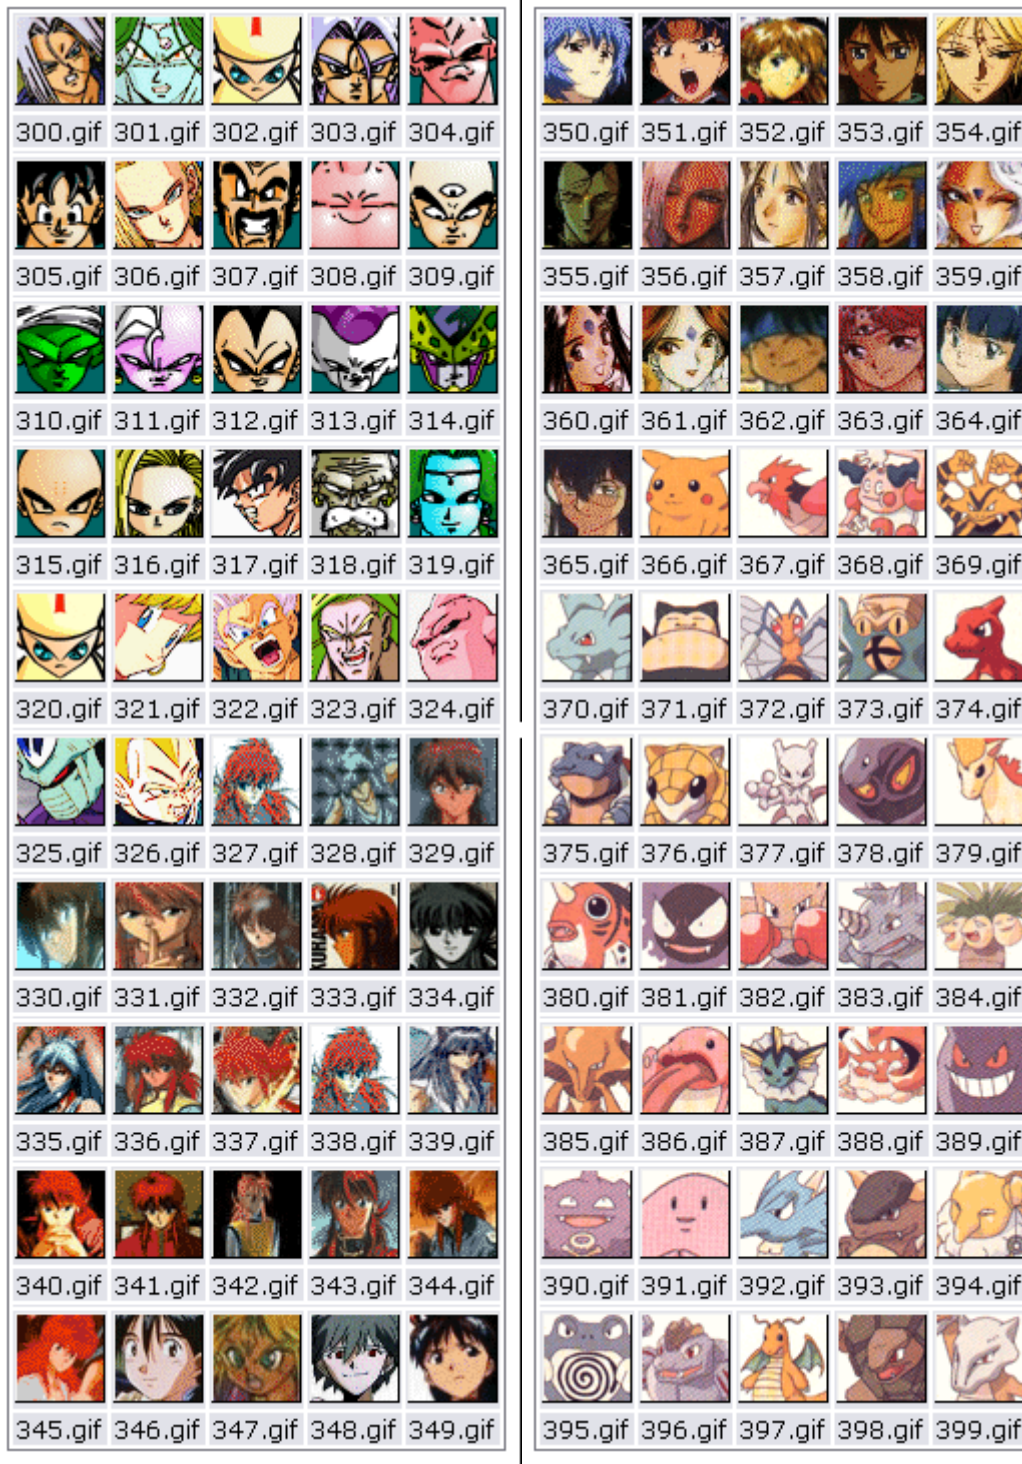 300.gif 301.gif 302.gif 303.gif 304.gif
305.gif 306.gif 307.gif 308.gif 309.gif
310.gif 311.gif 312.gif 313.gif 314.gif
315.gif 316.gif 317.gif 318.gif 319.gif
320.gif 321.gif 322.gif 323.gif 324.gif
325.gif 326.gif 327.gif 328.gif 329.gif
KURAMA
330.gif 331.gif 332.gif 333.gif 334.gif
335.gif 336.gif 337.gif 338.gif 339.gif
340.gif 341.gif 342.gif 343.gif 344.gif
345.gif 346.gif 347.gif 348.gif 349.gif
350.gif 351.gif 352.gif 353.gif 354.gif
355.gif 356.gif 357.gif 358.gif 359.gif
360.gif 361.gif 362.gif 363.gif 364.gif
365.gif 366.gif 367.gif 368.gif 369.gif
370.gif 371.gif 372.gif 373.gif 374.gif
375.gif 376.gif 377.gif 378.gif 379.gif
380.gif 381.gif 382.gif 383.gif 384.gif
385.gif 386.gif 387.gif 388.gif 389.gif
390.gif 391.gif 392.gif 393.gif 394.gif
395.gif 396.gif 397.gif 398.gif 399.gif